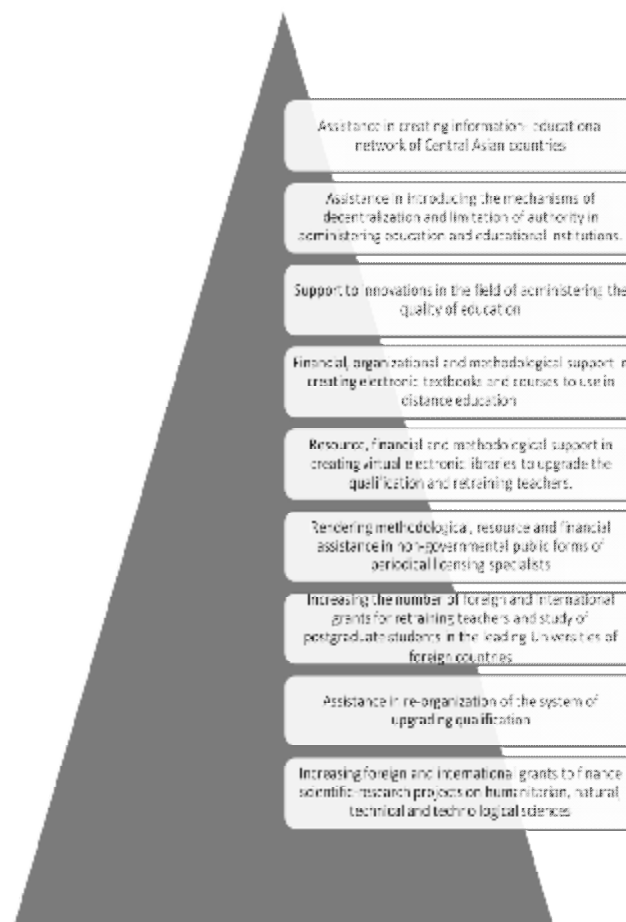 Assistance in creating information- educationa
network of Central Asian countries
Assistance in introducing the mechanisms of
decentralization and limitation of authority in
administering education and educational institutions.
Support to innovations in the field of administering the
quality of education
Financial, organizational and methodological support in
creating electronic textbooks and courses to use in
distance education
Resource, financial and methodological support in
creating virtual electronic libraries to upgrade the
qualification and retraining teachers.
Rendering methodological, resource and financial
assistance in non-governmental public forms of
periodical licensing specialists
Increasing the number of foreign and international
grants for retraining teachers and study of
postgraduate students in the leading Universities of
foreign countries
Assistance in re-organization of the system of
upgrading qualification
Increasing foreign and international grants to finance
scientific-research projects on humanitarian, natural,
technical and technological sciences